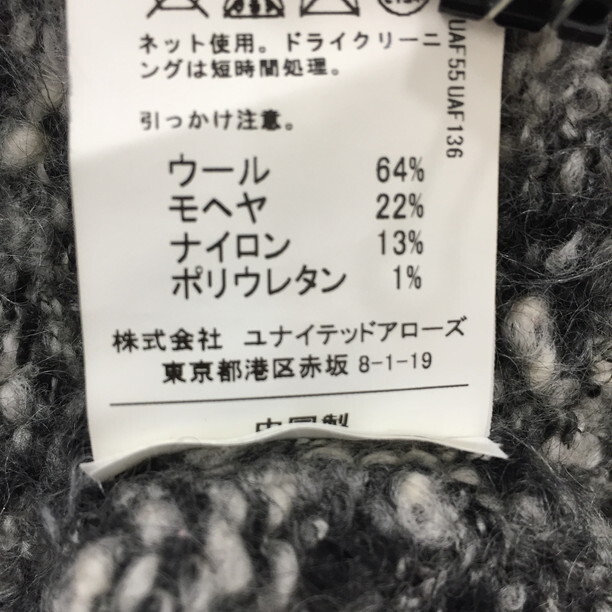 ネット使用。ドライクリーニ
ングは短時間処理。
引っかけ注意。
ウール 64%
モヘヤ 22%
ナイロン 13%
ポリウレタン 1%
株式会社 ユナイテッドアローズ
東京都港区赤坂 8-1-19
中国製
UAF55 UAF136